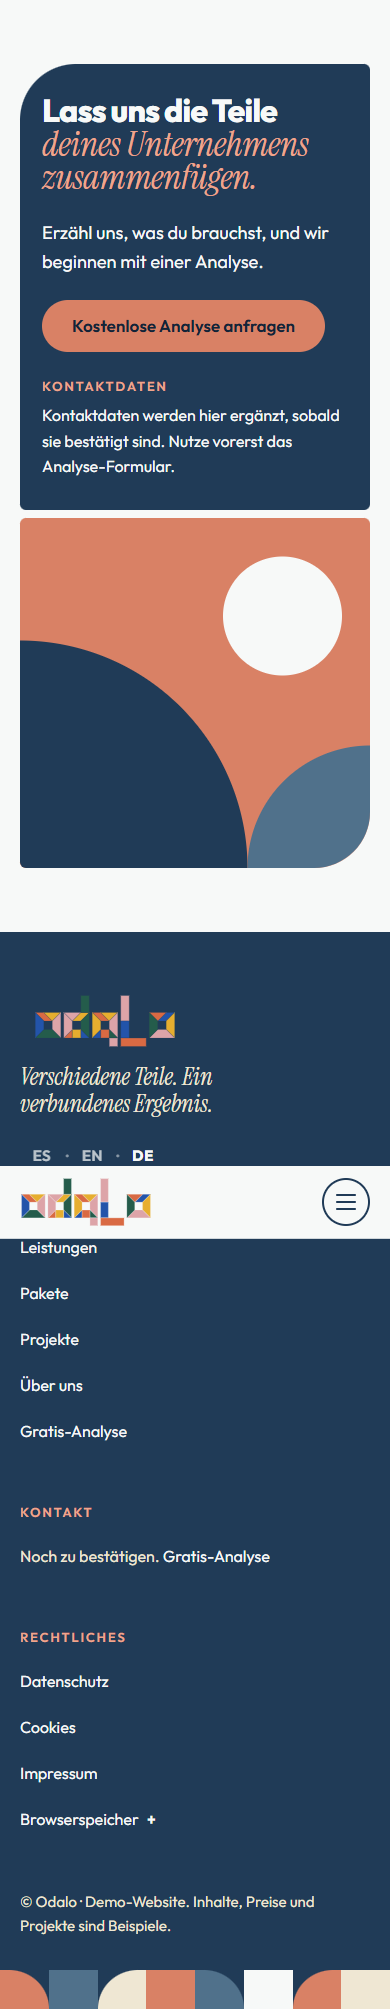 Lass uns die Teile
deines Unternehmens
zusammenfügen.
Erzähl uns, was du brauchst, und wir
beginnen mit einer Analyse.
Kostenlose Analyse anfragen
KONTAKTDATEN
Kontaktdaten werden hier ergänzt, sobald
sie bestätigt sind. Nutze vorerst das
Analyse-Formular.
odalo
Verschiedene Teile. Ein
verbundenes Ergebnis.
ES · EN · DE
odalo
Leistungen
Pakete
Projekte
Über uns
Gratis-Analyse
KONTAKT
Noch zu bestätigen. Gratis-Analyse
RECHTLICHES
Datenschutz
Cookies
Impressum
Browserspeicher +
© Odalo · Demo-Website. Inhalte, Preise und
Projekte sind Beispiele.